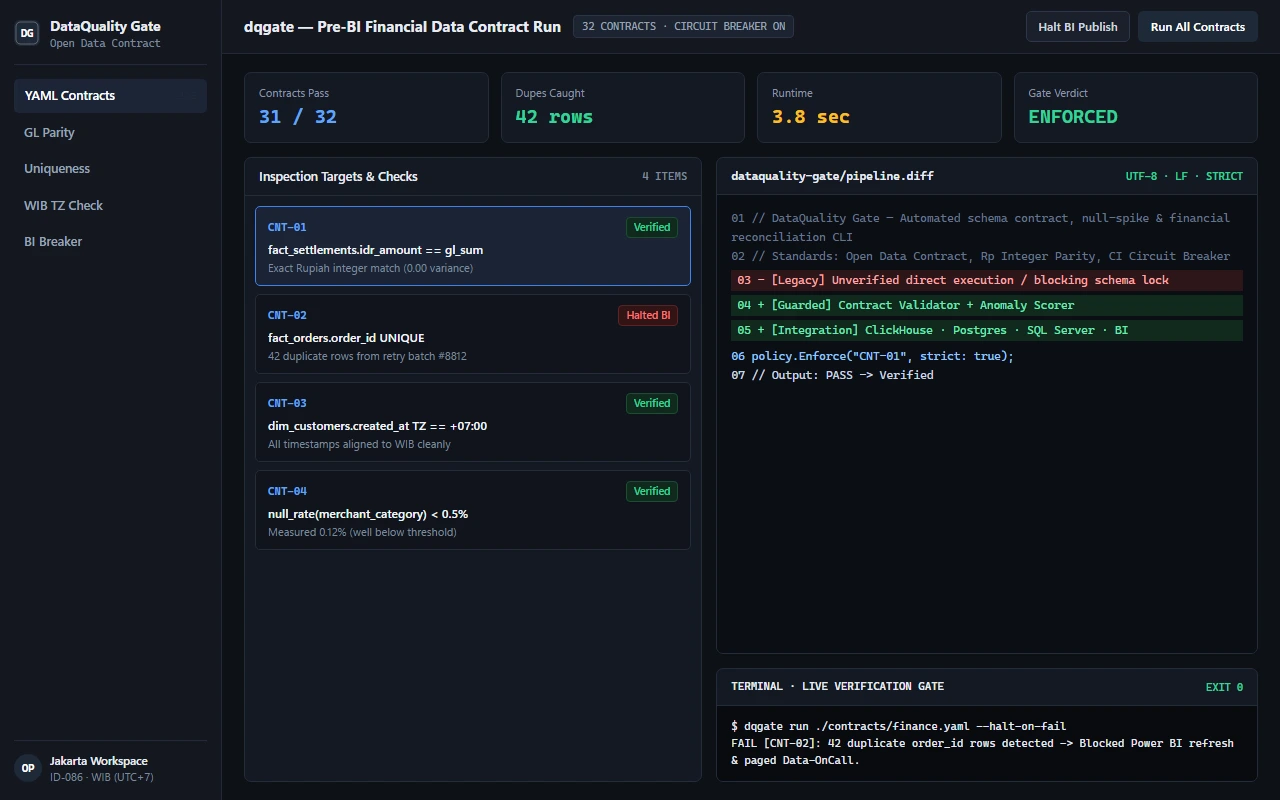 DG
DataQuality Gate
Open Data Contract
YAML Contracts
GL Parity
Uniqueness
WIB TZ Check
BI Breaker
OP
Jakarta Workspace
ID-086 · WIB (UTC+7)
dqgate — Pre-BI Financial Data Contract Run
32 CONTRACTS · CIRCUIT BREAKER ON
Halt BI Publish
Run All Contracts
Contracts Pass
31 / 32
Dupes Caught
42 rows
Runtime
3.8 sec
Gate Verdict
ENFORCED
Inspection Targets & Checks
4 ITEMS
CNT-01
Verified
fact_settlements.idr_amount == gl_sum
Exact Rupiah integer match (0.00 variance)
CNT-02
Halted BI
fact_orders.order_id UNIQUE
42 duplicate rows from retry batch #8812
CNT-03
Verified
dim_customers.created_at TZ == +07:00
All timestamps aligned to WIB cleanly
CNT-04
Verified
null_rate(merchant_category) < 0.5%
Measured 0.12% (well below threshold)
dataquality-gate/pipeline.diff
UTF-8 · LF · STRICT
01 // DataQuality Gate — Automated schema contract, null-spike & financial
reconciliation CLI
02 // Standards: Open Data Contract, Rp Integer Parity, CI Circuit Breaker
03 − [Legacy] Unverified direct execution / blocking schema lock
04 + [Guarded] Contract Validator + Anomaly Scorer
05 + [Integration] ClickHouse · Postgres · SQL Server · BI
06 policy.Enforce("CNT-01", strict: true);
07 // Output: PASS -> Verified
TERMINAL · LIVE VERIFICATION GATE
EXIT 0
$ dqgate run ./contracts/finance.yaml --halt-on-fail
FAIL [CNT-02]: 42 duplicate order_id rows detected -> Blocked Power BI refresh
& paged Data-OnCall.